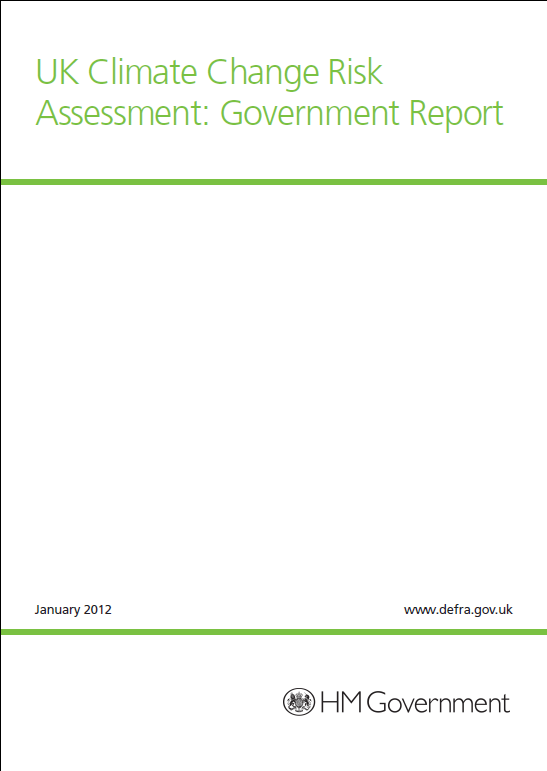 UK Climate Change Risk
Assessment: Government Report
January 2012
www.defra.gov.uk
HM Government